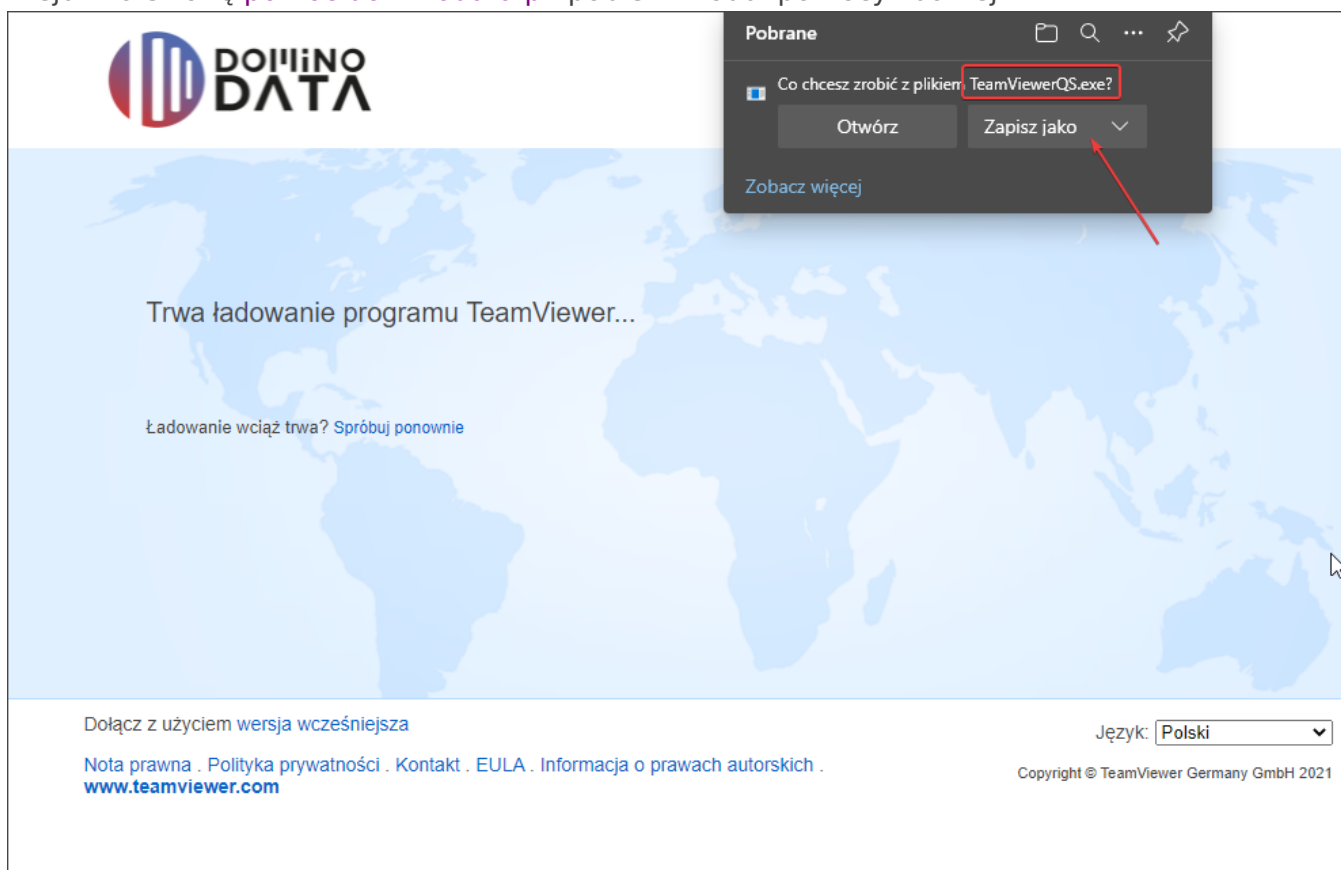 DOMINO
DATA
Pobrane
Co chcesz zrobić z plikiem TeamViewerQS.exe?
Otwórz
Zapisz jako
Zobacz więcej
Trwa ładowanie programu TeamViewer...
Ładowanie wciąż trwa? Spróbuj ponownie
Dołącz z użyciem wersja wcześniejsza
Język: Polski
Nota prawna . Polityka prywatności . Kontakt . EULA . Informacja o prawach autorskich .
www.teamviewer.com
Copyright © TeamViewer Germany GmbH 2021